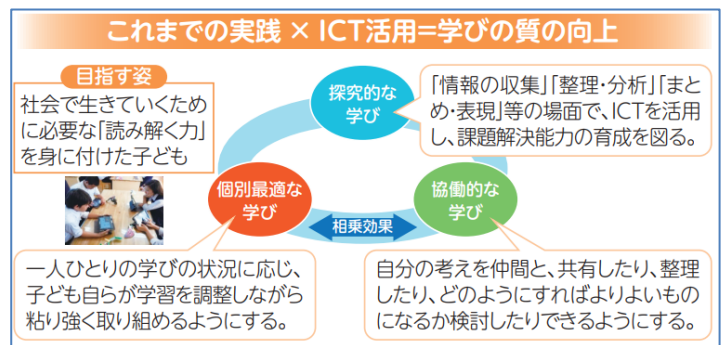 これまでの実践 × ICT活用=学びの質の向上
目指す姿
社会で生きていくため
に必要な「読み解く力」
を身に付けた子ども
探究的な
学び
「情報の収集」「整理・分析」「まと
め・表現」等の場面で、ICTを活用
し、課題解決能力の育成を図る。
個別最適な
学び
相乗効果
協働的な
学び
一人ひとりの学びの状況に応じ、
子ども自らが学習を調整しながら
粘り強く取り組めるようにする。
自分の考えを仲間と、共有したり、整理
したり、どのようにすればよりよいもの
になるか検討したりできるようにする。